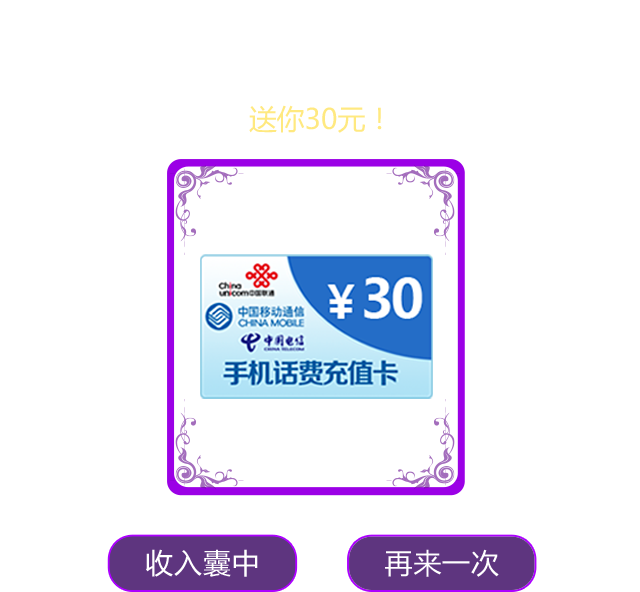 送你30元！
China
unicom中国联通
¥30
中国移动通信
CHINA MOBILE
中国电信
CHINA TELECOM
手机话费充值卡
收入囊中
再来一次